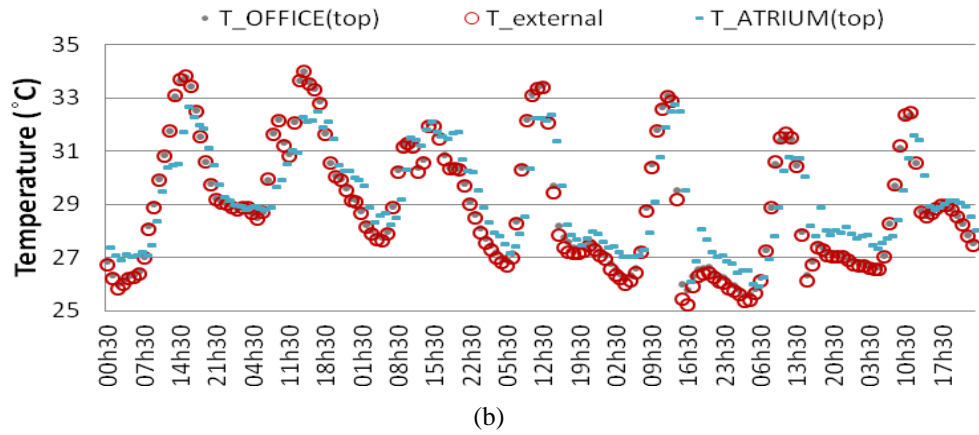 T_OFFICE(top) T_external T_ATRIUM(top)
Temperature (°C)
35
33
31
29
27
25
00h30 07h30 14h30 21h30 04h30 11h30 18h30 01h30 08h30 15h30 22h30 05h30 12h30 19h30 02h30 09h30 16h30 23h30 06h30 13h30 20h30 03h30 10h30 17h30
(b)